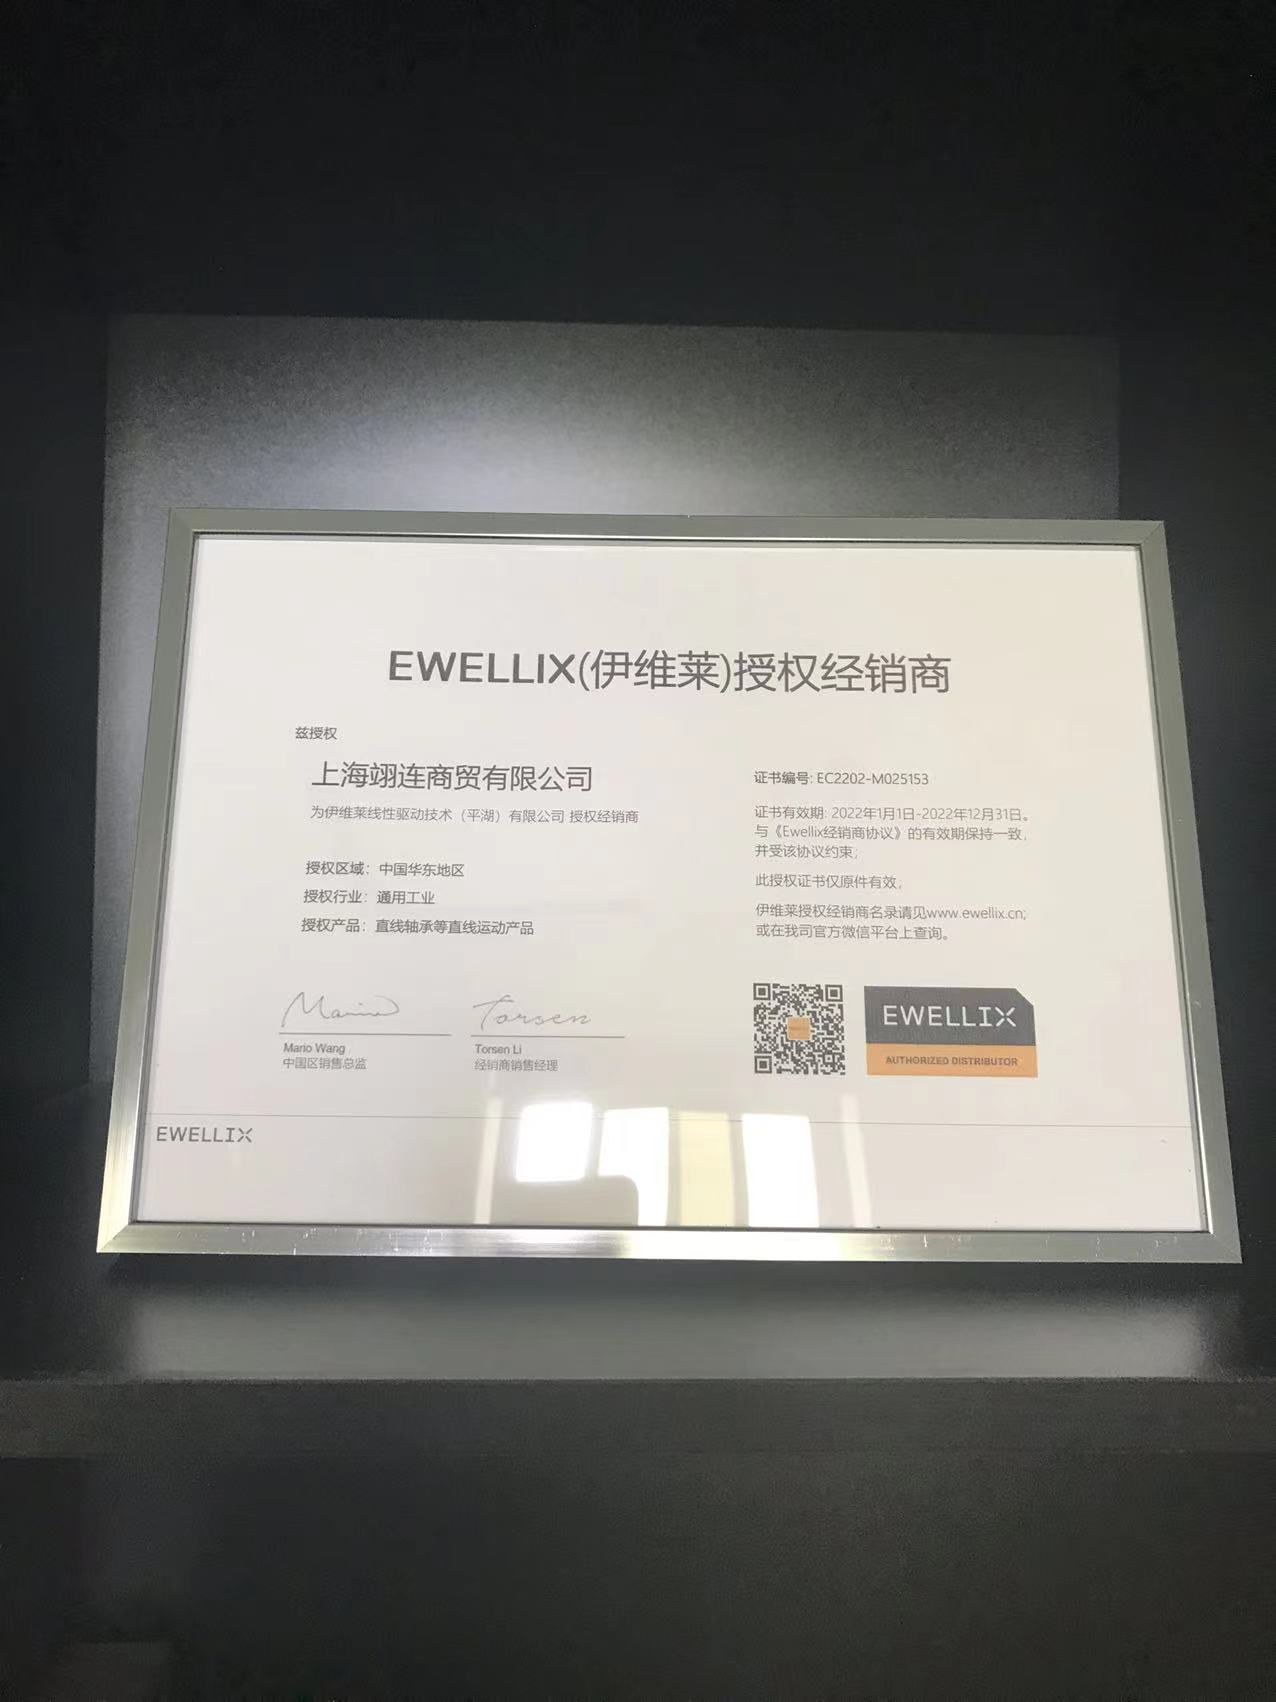 EWELLIX(伊维莱)授权经销商
兹授权
上海翊连商贸有限公司
为伊维莱线性驱动技术（平湖）有限公司 授权经销商
授权区域：中国华东地区
授权行业：通用工业
授权产品：直线轴承等直线运动产品
Mario
Torsen
Mario Wang
中国区销售总监
Torsen Li
经销商销售经理
证书编号: EC2202-M025153
证书有效期: 2022年1月1日-2022年12月31日。
与《Ewellix经销商协议》的有效期保持一致，
并受该协议约束；
此授权证书仅原件有效；
伊维莱授权经销商名录请见www.ewellix.cn;
或在我司官方微信平台上查询。
EWELLIX
AUTHORIZED DISTRIBUTOR
EWELLIX